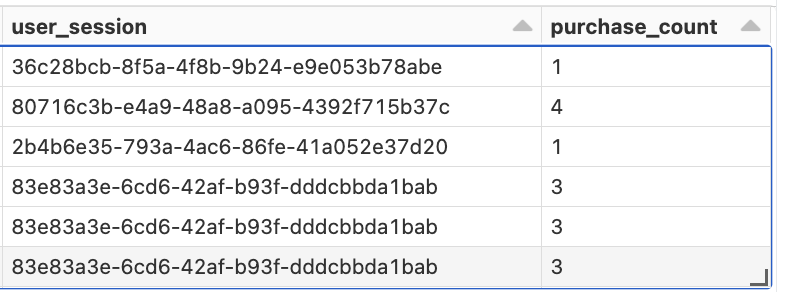 user_session purchase_count
36c28bcb-8f5a-4f8b-9b24-e9e053b78abe 1
80716c3b-e4a9-48a8-a095-4392f715b37c 4
2b4b6e35-793a-4ac6-86fe-41a052e37d20 1
83e83a3e-6cd6-42af-b93f-dddcbbda1bab 3
83e83a3e-6cd6-42af-b93f-dddcbbda1bab 3
83e83a3e-6cd6-42af-b93f-dddcbbda1bab 3